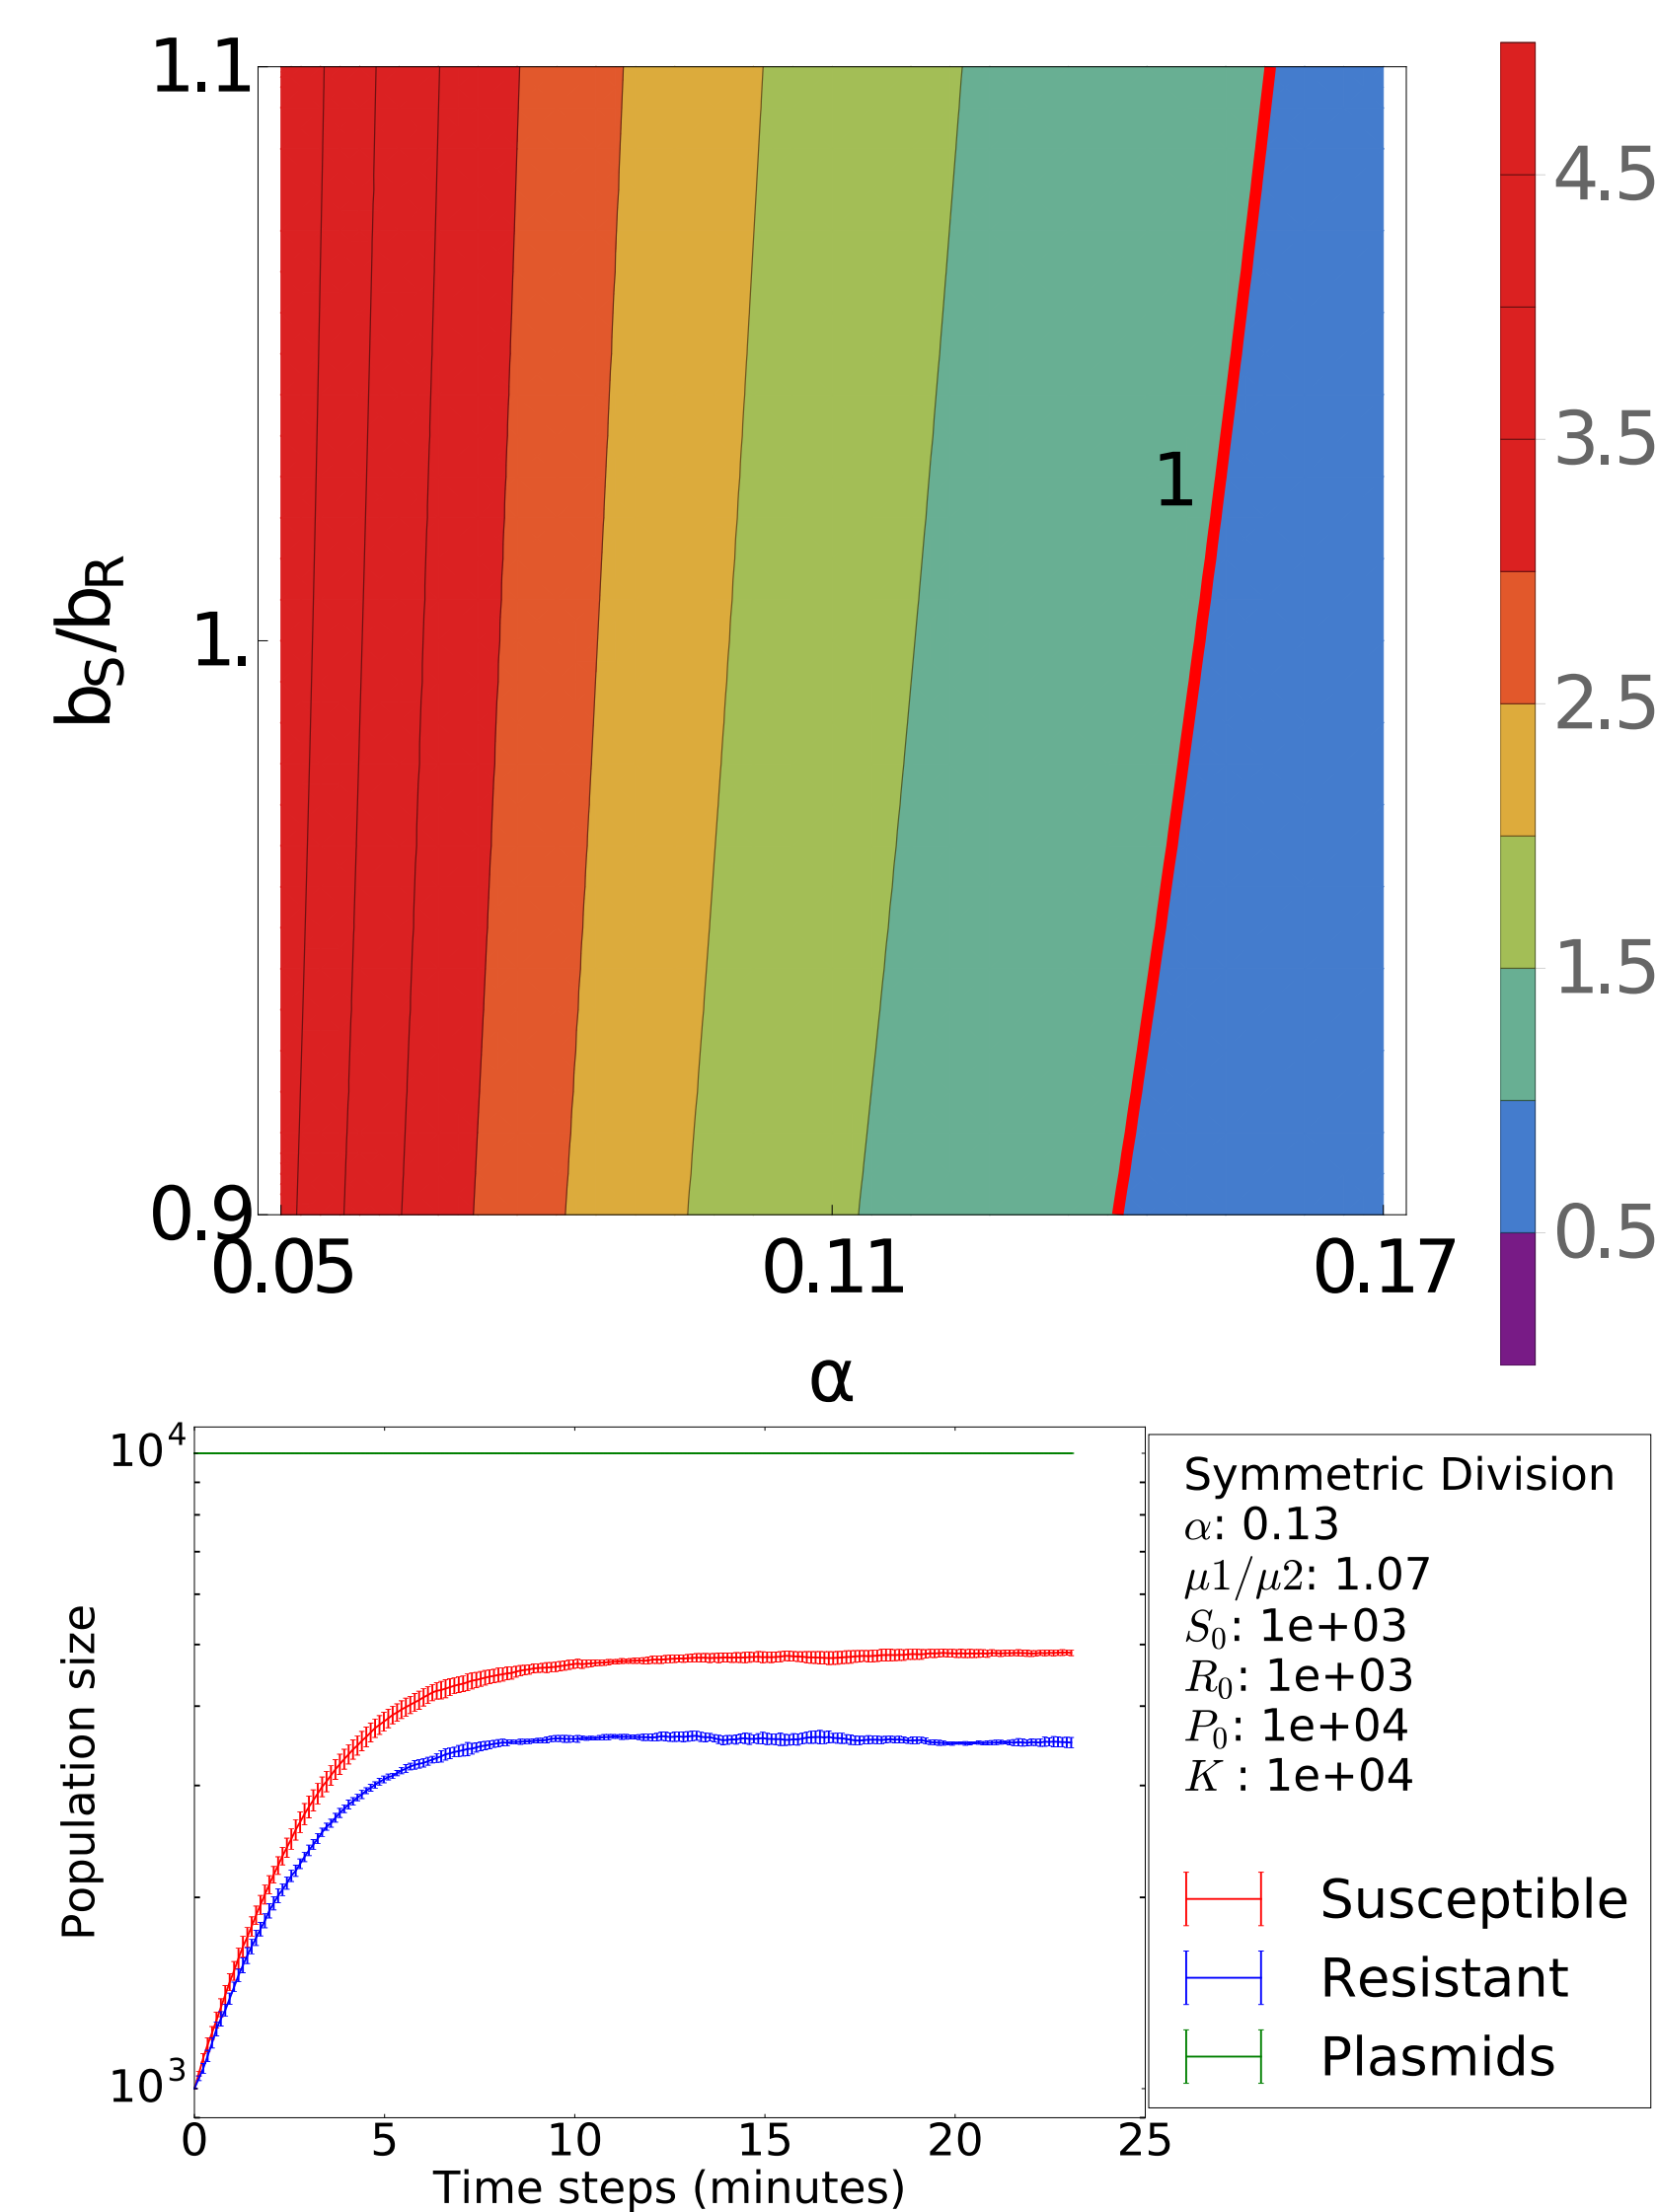 1.1
1.
0.9
bS/bR
1
0.05 0.11 0.17
α
4.5
3.5
2.5
1.5
0.5
10^4
10^3
Population size
0 5 10 15 20 25
Time steps (minutes)
Symmetric Division
α: 0.13
μ1/μ2: 1.07
S0: 1e+03
R0: 1e+03
P0: 1e+04
K : 1e+04
Susceptible
Resistant
Plasmids